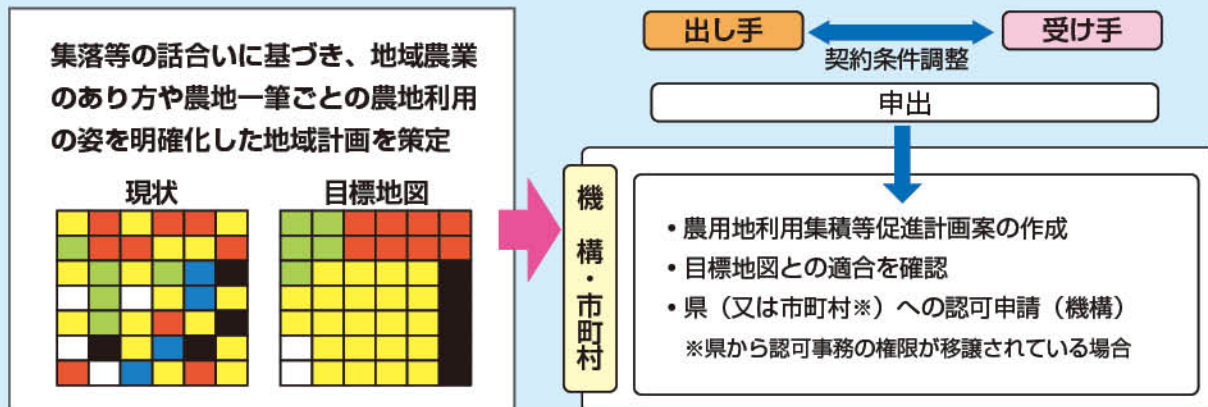 集落等の話合いに基づき、地域農業
のあり方や農地一筆ごとの農地利用
の姿を明確化した地域計画を策定
現状
目標地図
出し手
受け手
契約条件調整
申出
機構・市町村
・農用地利用集積等促進計画案の作成
・目標地図との適合を確認
・県（又は市町村※）への認可申請（機構）
※県から認可事務の権限が移譲されている場合